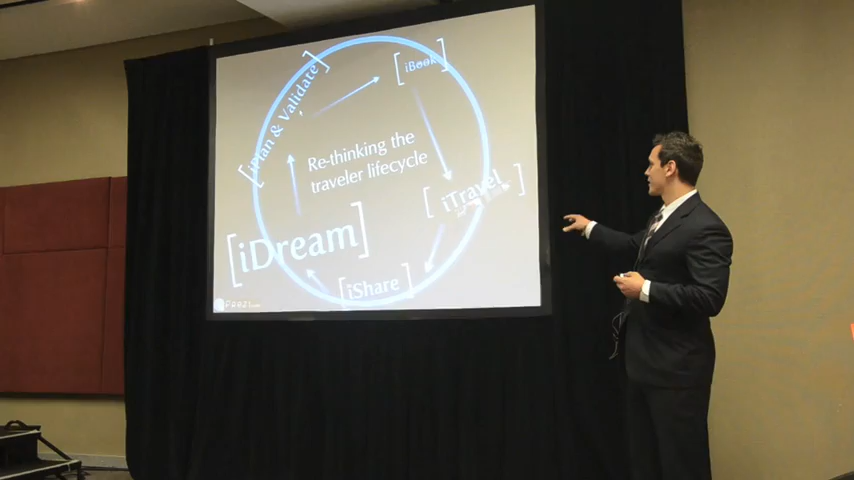 [iPlan & Validate]
[iBook]
Re-thinking the
traveler lifecycle
[iTravel]
[iDream]
[iShare]